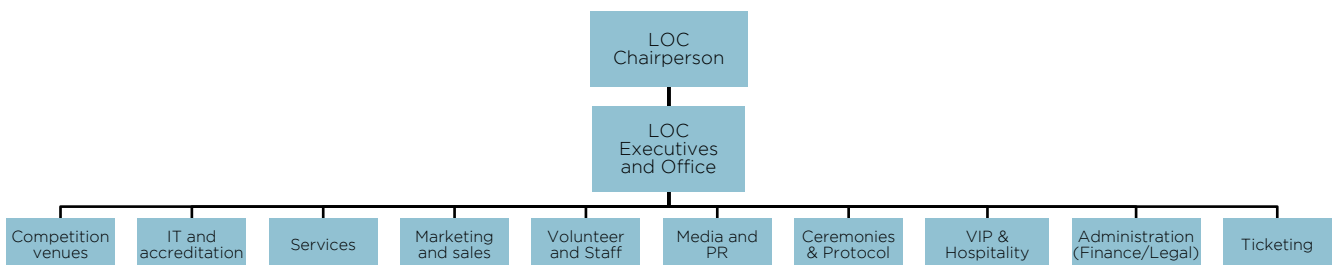 LOC
Chairperson
LOC
Executives
and Office
Competition
venues
IT and
accreditation
Services
Marketing
and sales
Volunteer
and Staff
Media and
PR
Ceremonies
& Protocol
VIP &
Hospitality
Administration
(Finance/Legal)
Ticketing